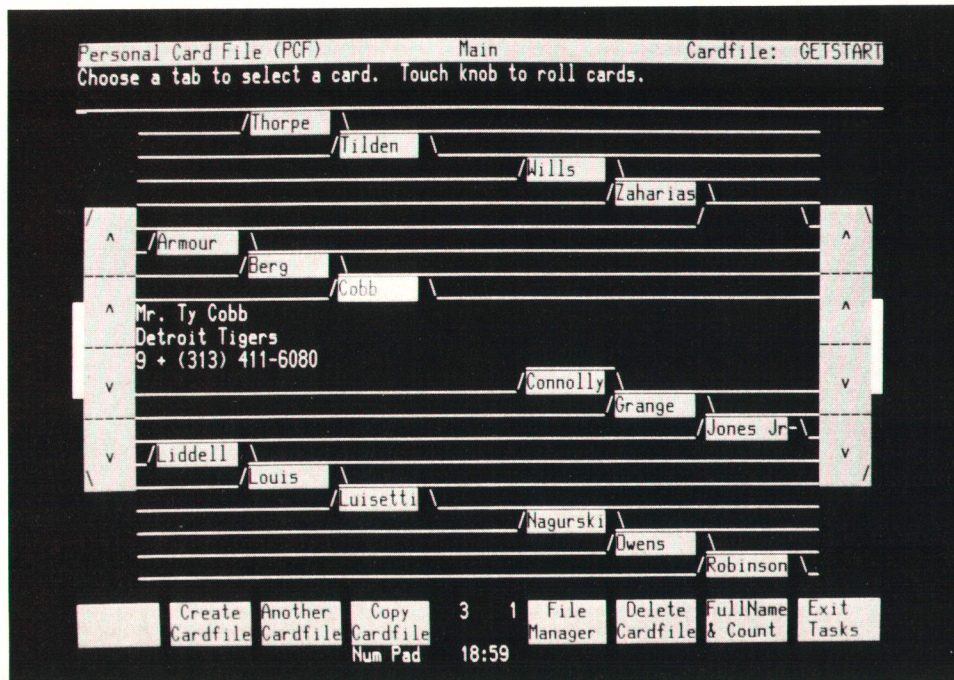 Personal Card File (PCF) Main Cardfile: GETSTART
Choose a tab to select a card. Touch knob to roll cards.
Thorpe
Tilden
Wills
Zaharias
Armour
Berg
Cobb
Mr. Ty Cobb
Detroit Tigers
9 + (313) 411-6080
Connolly
Grange
Jones Jr-
Liddell
Louis
Luisetti
Nagurski
Owens
Robinson
Create Another Copy 3 1 File Delete FullName Exit
Cardfile Cardfile Cardfile Manager Cardfile & Count Tasks
Num Pad 18:59